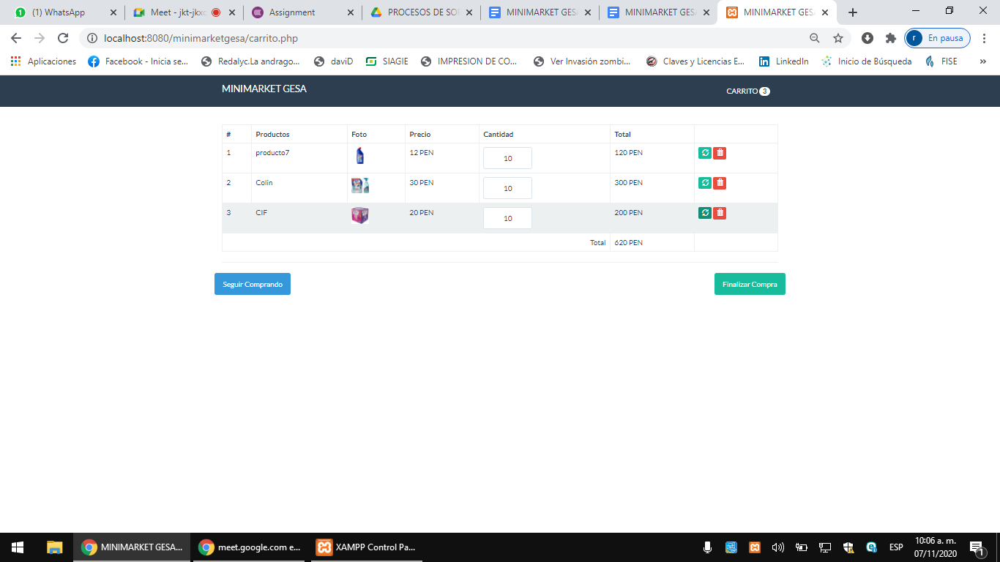 (1) WhatsApp
Meet - jkt-jkxc
Assignment
PROCESOS DE SOF
MINIMARKET GESA
MINIMARKET GESA
MINIMARKET GESA
localhost:8080/minimarketgesa/carrito.php
r En pausa
Aplicaciones
Facebook - Inicia se...
Redalyc.La andrago...
daviD
SIAGIE
IMPRESION DE CO...
Ver Invasión zombi...
Claves y Licencias E...
LinkedIn
Inicio de Búsqueda
FISE
»
MINIMARKET GESA
CARRITO 3
# Productos Foto Precio Cantidad Total
1 producto7 12 PEN 10 120 PEN
2 Colin 30 PEN 10 300 PEN
3 CIF 20 PEN 10 200 PEN
Total 620 PEN
Seguir Comprando
Finalizar Compra
MINIMARKET GESA...
meet.google.com e...
XAMPP Control Pa...
ESP
10:06 a. m.
07/11/2020
1